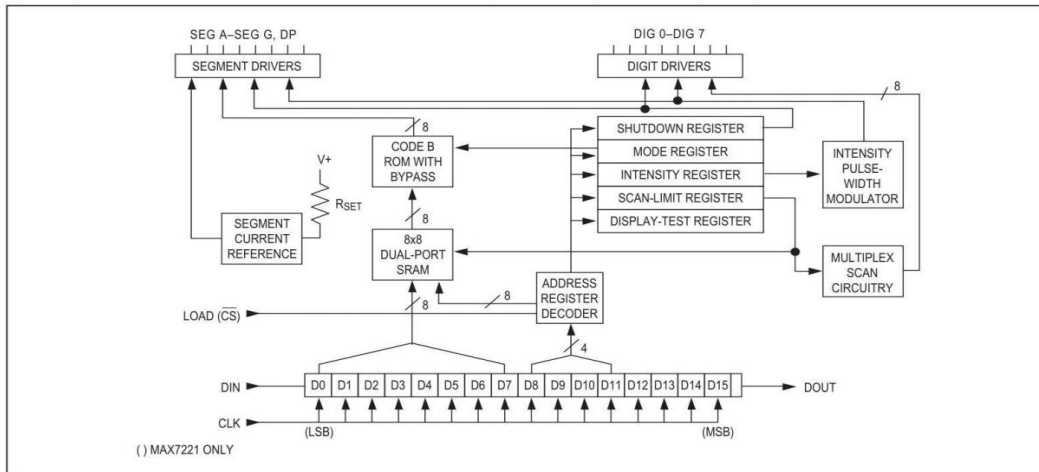 SEG A–SEG G, DP
DIG 0–DIG 7
SEGMENT DRIVERS
DIGIT DRIVERS
8
8
CODE B
ROM WITH
BYPASS
SHUTDOWN REGISTER
MODE REGISTER
INTENSITY REGISTER
SCAN-LIMIT REGISTER
DISPLAY-TEST REGISTER
INTENSITY
PULSE-
WIDTH
MODULATOR
V+
RSET
SEGMENT
CURRENT
REFERENCE
8
8x8
DUAL-PORT
SRAM
MULTIPLEX
SCAN
CIRCUITRY
ADDRESS
REGISTER
DECODER
8
8
LOAD (CS)
4
DIN
D0 D1 D2 D3 D4 D5 D6 D7 D8 D9 D10 D11 D12 D13 D14 D15
DOUT
CLK
(LSB)
(MSB)
( ) MAX7221 ONLY